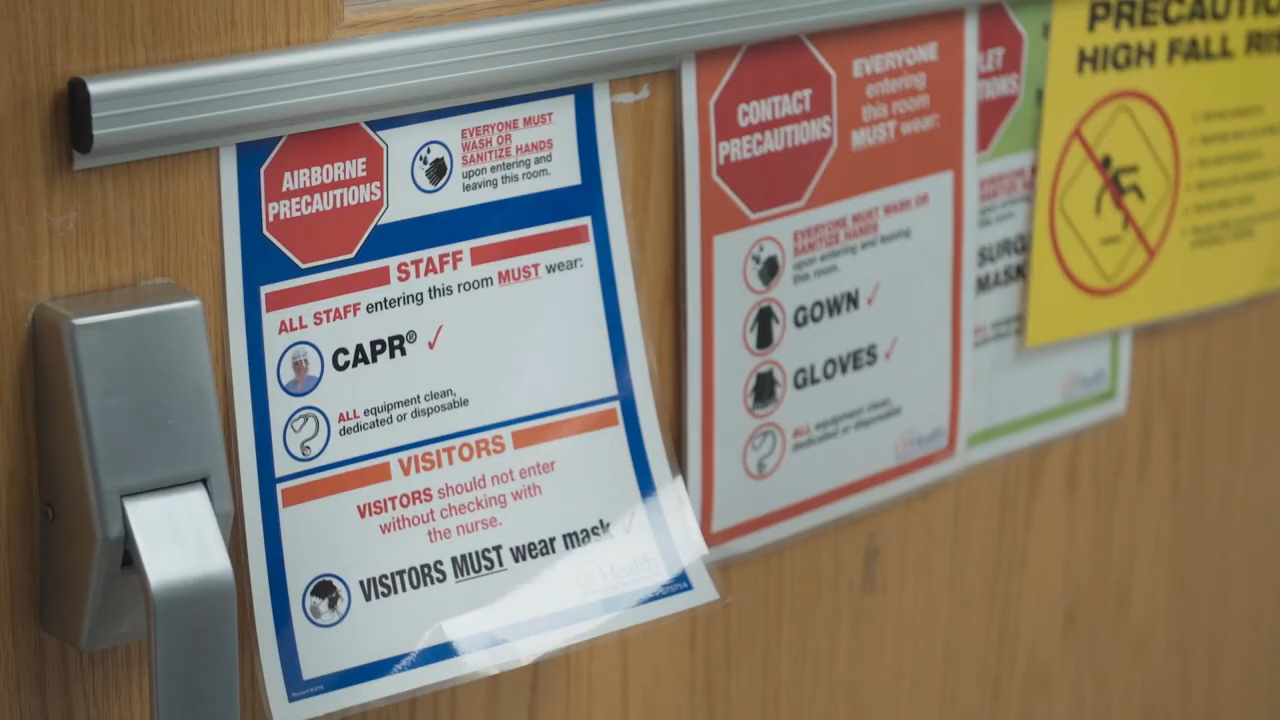 AIRBORNE
PRECAUTIONS
EVERYONE MUST
WASH OR
SANITIZE HANDS
upon entering and
leaving this room.
STAFF
ALL STAFF entering this room MUST wear:
CAPR®
ALL equipment clean,
dedicated or disposable
VISITORS
VISITORS should not enter
without checking with
the nurse.
VISITORS MUST wear mask
CONTACT
PRECAUTIONS
EVERYONE
entering
this room
MUST wear:
EVERYONE MUST WASH OR
SANITIZE HANDS
upon entering and leaving
this room.
GOWN
GLOVES
ALL equipment clean,
dedicated or disposable
UFHealth
LET
TIONS
SURG
MASK
PRECAUTIO
HIGH FALL RIS